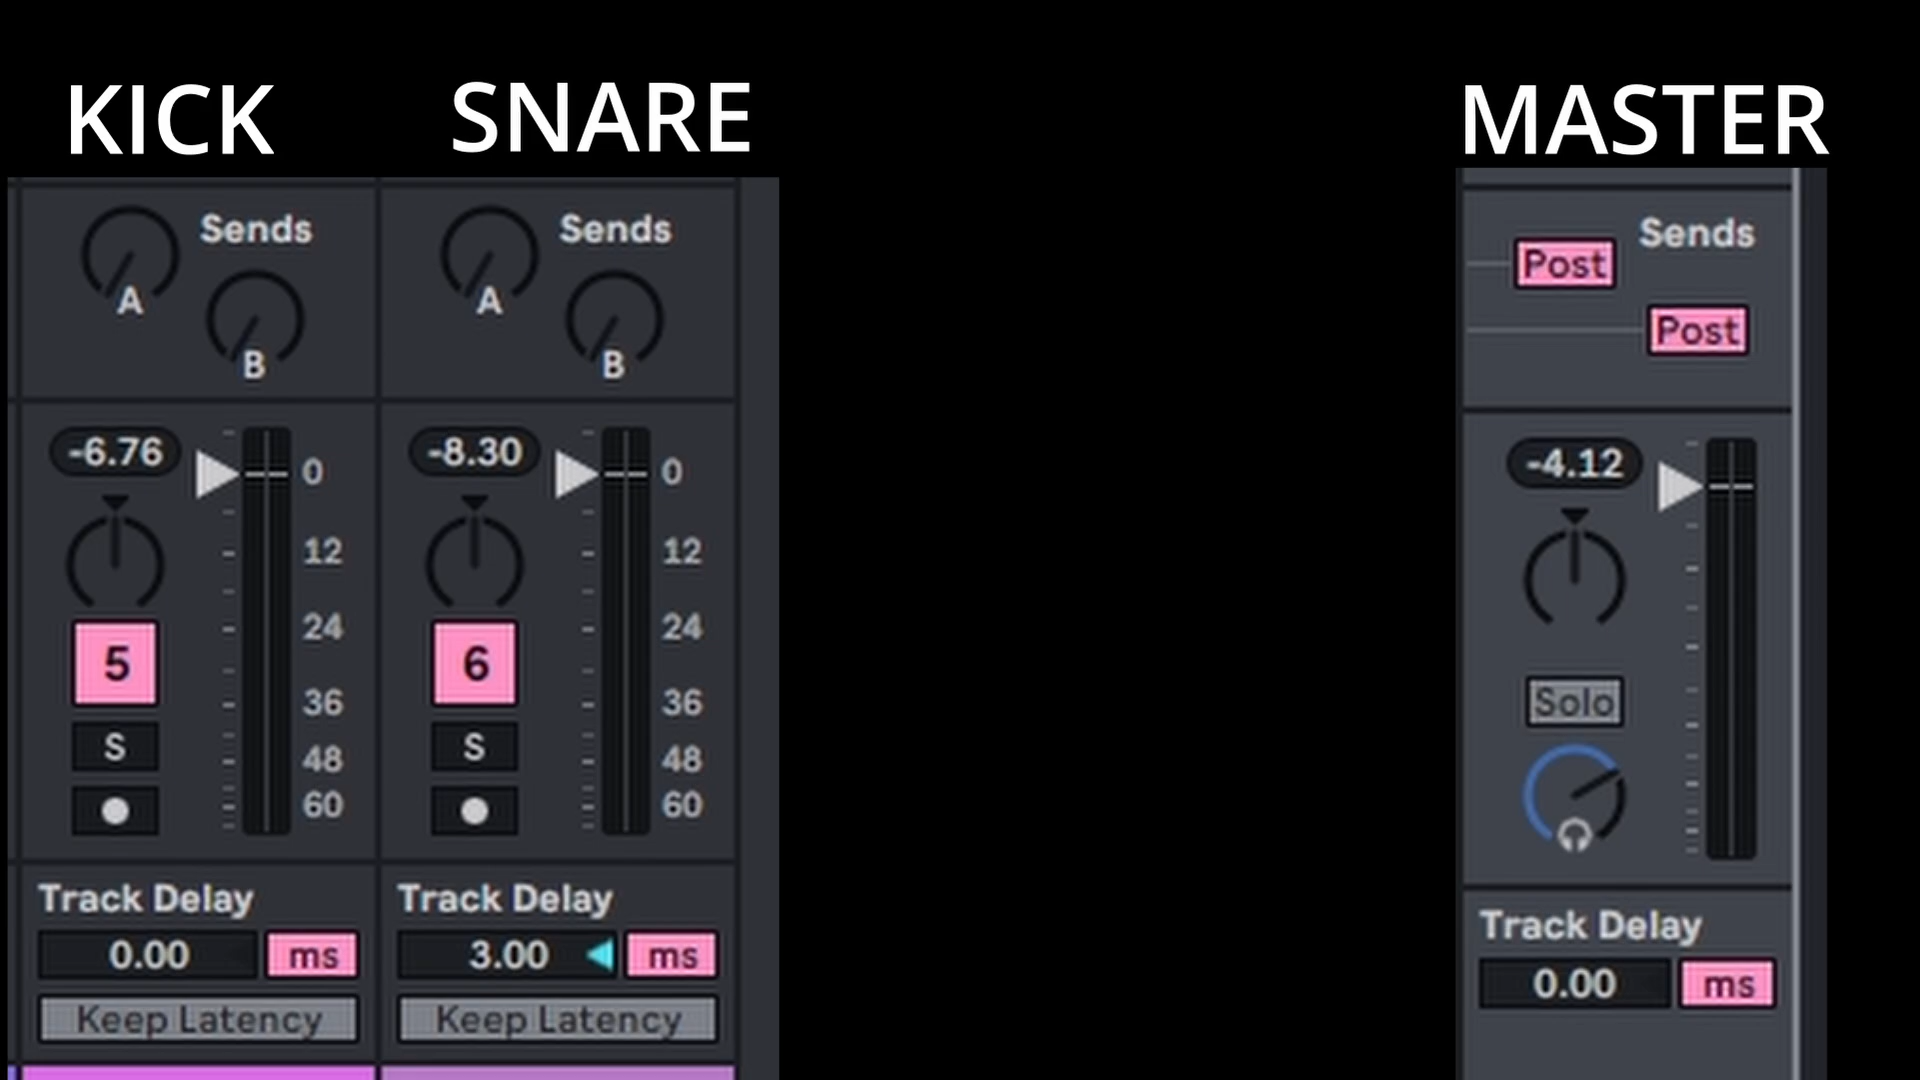 KICK
SNARE
MASTER
Sends
A
B
-6.76
0
12
24
36
48
60
5
S
Track Delay
0.00 ms
Keep Latency
Sends
A
B
-8.30
0
12
24
36
48
60
6
S
Track Delay
3.00 ms
Keep Latency
Sends
Post
Post
-4.12
Solo
Track Delay
0.00 ms